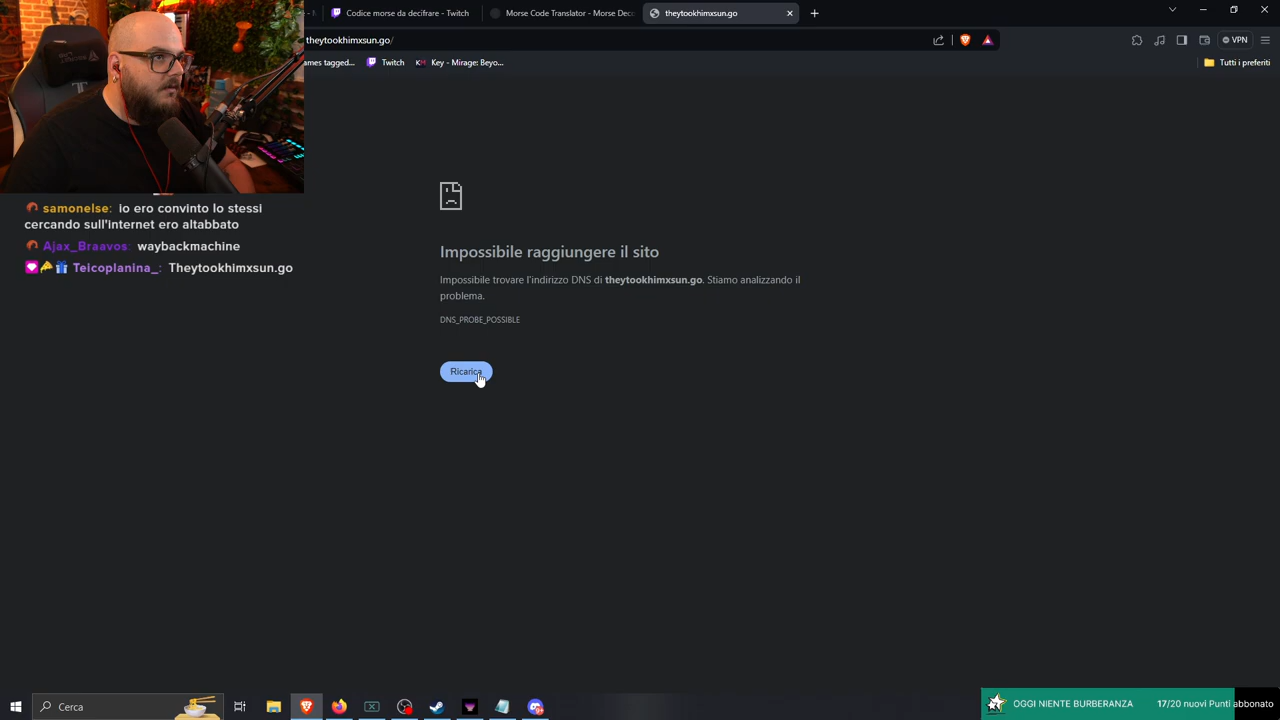 Codice morse da decifrare - Twitch
Morse Code Translator - Morse Dec
theytookhimxsun.go
theytookhimxsun.go/
VPN
ames tagged...
Twitch
KM
Key - Mirage: Beyo...
Tutti i preferiti
samonelse: io ero convinto lo stessi
cercando sull'internet ero altabbato
Ajax_Braavos: waybackmachine
Teicoplanina_: Theytookhimxsun.go
Impossibile raggiungere il sito
Impossibile trovare l'indirizzo DNS di theytookhimxsun.go. Stiamo analizzando il
problema.
DNS_PROBE_POSSIBLE
Ricarica
Cerca
OGGI NIENTE BURBERANZA
17/20 nuovi Punti abbonato